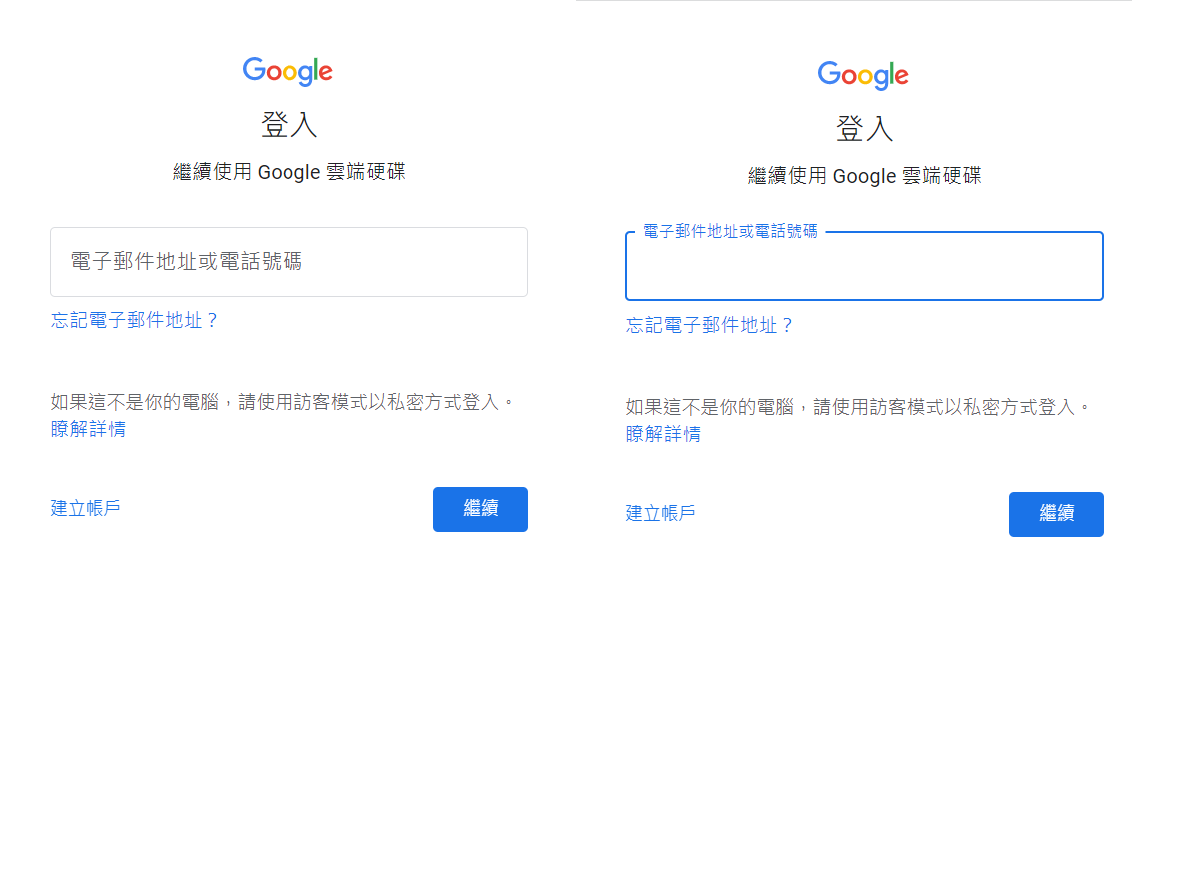 Google
登入
繼續使用 Google 雲端硬碟
電子郵件地址或電話號碼
忘記電子郵件地址？
如果這不是你的電腦，請使用訪客模式以私密方式登入。
瞭解詳情
建立帳戶
繼續
Google
登入
繼續使用 Google 雲端硬碟
電子郵件地址或電話號碼
忘記電子郵件地址？
如果這不是你的電腦，請使用訪客模式以私密方式登入。
瞭解詳情
建立帳戶
繼續